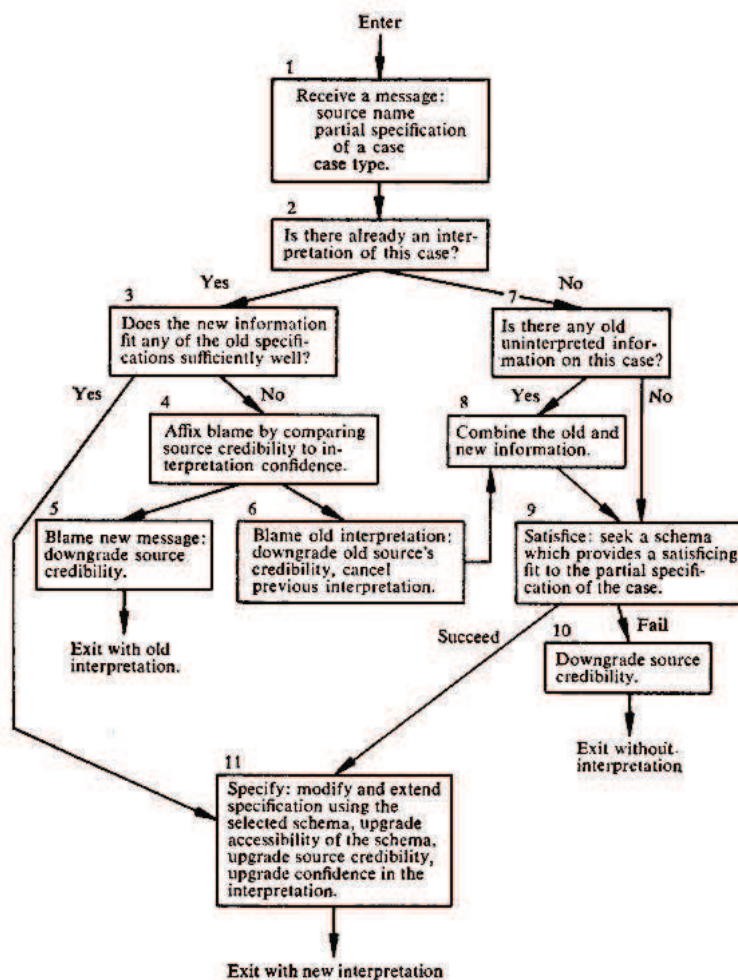 Enter
1
Receive a message:
source name
partial specification
of a case
case type.
2
Is there already an inter-
pretation of this case?
Yes
No
3
Does the new information
fit any of the old specifi-
cations sufficiently well?
7
Is there any old
uninterpreted infor-
mation on this case?
Yes
No
Yes
No
4
Affix blame by comparing
source credibility to in-
terpretation confidence.
8
Combine the old and
new information.
5
Blame new message:
downgrade source
credibility.
6
Blame old interpretation:
downgrade old source's
credibility, cancel
previous interpretation.
9
Satisfice: seek a schema
which provides a satisficing
fit to the partial specifi-
cation of the case.
Exit with old
interpretation.
Succeed
Fail
10
Downgrade source
credibility.
Exit without
interpretation
11
Specify: modify and extend
specification using the
selected schema, upgrade
accessibility of the schema,
upgrade source credibility,
upgrade confidence in the
interpretation.
Exit with new interpretation